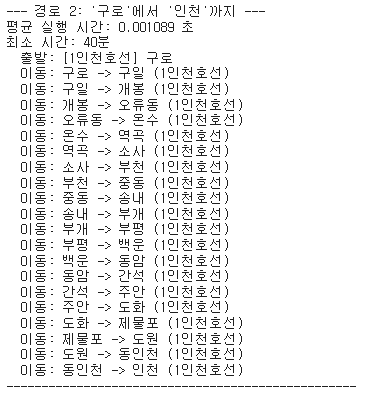 --- 경로 2: '구로'에서 '인천'까지 ---
평균 실행 시간: 0.001089 초
최소 시간: 40분
출발: [1인천호선] 구로
이동: 구로 -> 구일 (1인천호선)
이동: 구일 -> 개봉 (1인천호선)
이동: 개봉 -> 오류동 (1인천호선)
이동: 오류동 -> 온수 (1인천호선)
이동: 온수 -> 역곡 (1인천호선)
이동: 역곡 -> 소사 (1인천호선)
이동: 소사 -> 부천 (1인천호선)
이동: 부천 -> 중동 (1인천호선)
이동: 중동 -> 송내 (1인천호선)
이동: 송내 -> 부개 (1인천호선)
이동: 부개 -> 부평 (1인천호선)
이동: 부평 -> 백운 (1인천호선)
이동: 백운 -> 동암 (1인천호선)
이동: 동암 -> 간석 (1인천호선)
이동: 간석 -> 주안 (1인천호선)
이동: 주안 -> 도화 (1인천호선)
이동: 도화 -> 제물포 (1인천호선)
이동: 제물포 -> 도원 (1인천호선)
이동: 도원 -> 동인천 (1인천호선)
이동: 동인천 -> 인천 (1인천호선)
--------------------------------------------------